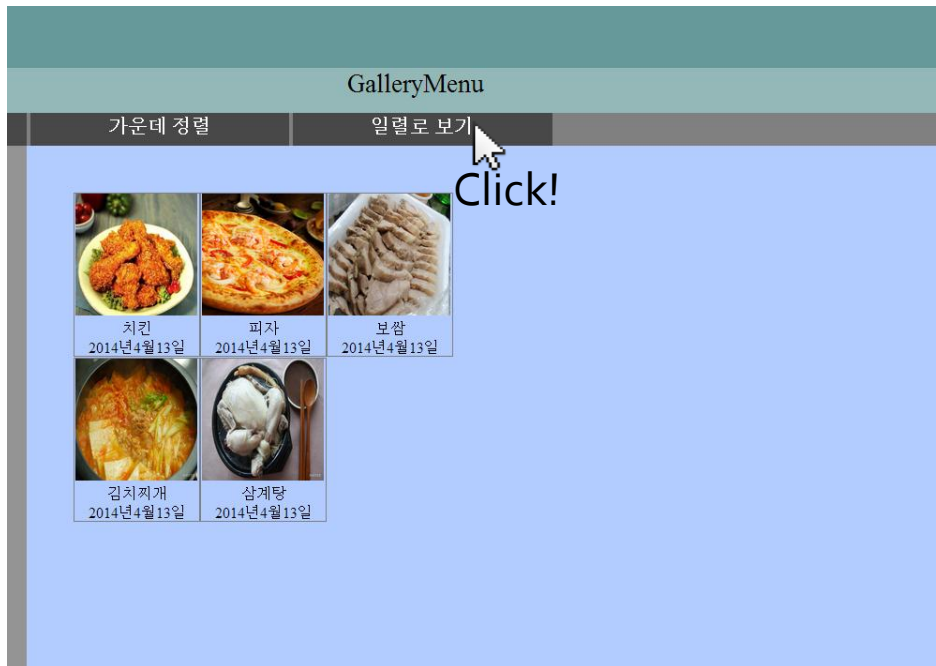 GalleryMenu
가운데 정렬
일렬로 보기
Click!
치킨
2014년4월13일
피자
2014년4월13일
보쌈
2014년4월13일
김치찌개
2014년4월13일
삼계탕
2014년4월13일